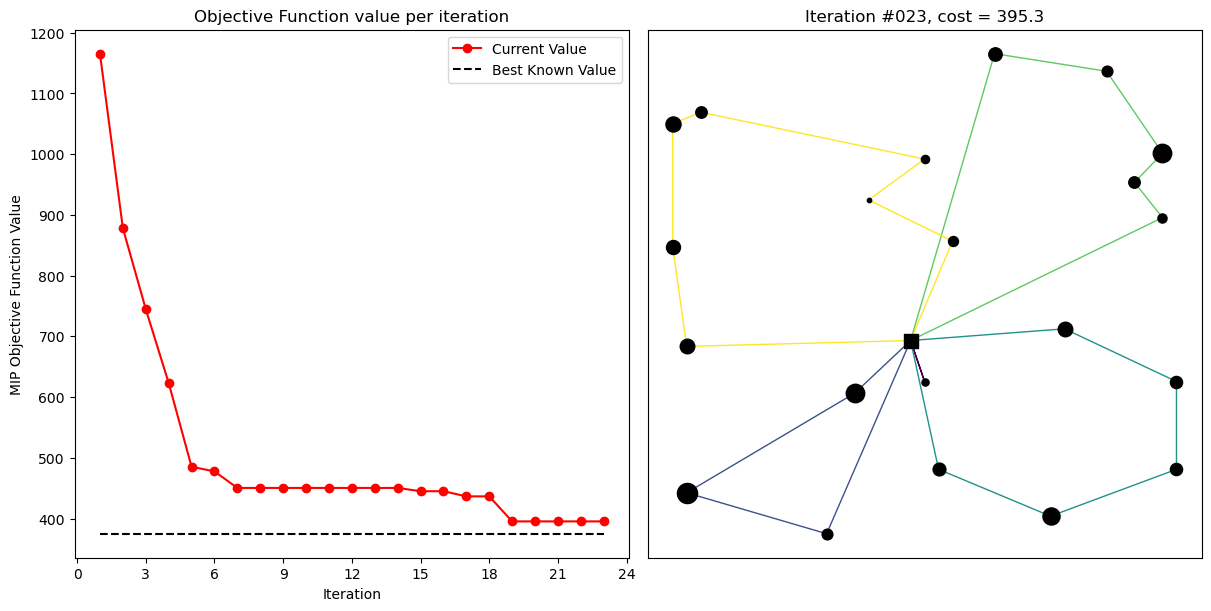 Objective Function value per iteration
1200
1100
1000
900
800
700
600
500
400
MIP Objective Function Value
Current Value
Best Known Value
0 3 6 9 12 15 18 21 24
Iteration
Iteration #023, cost = 395.3